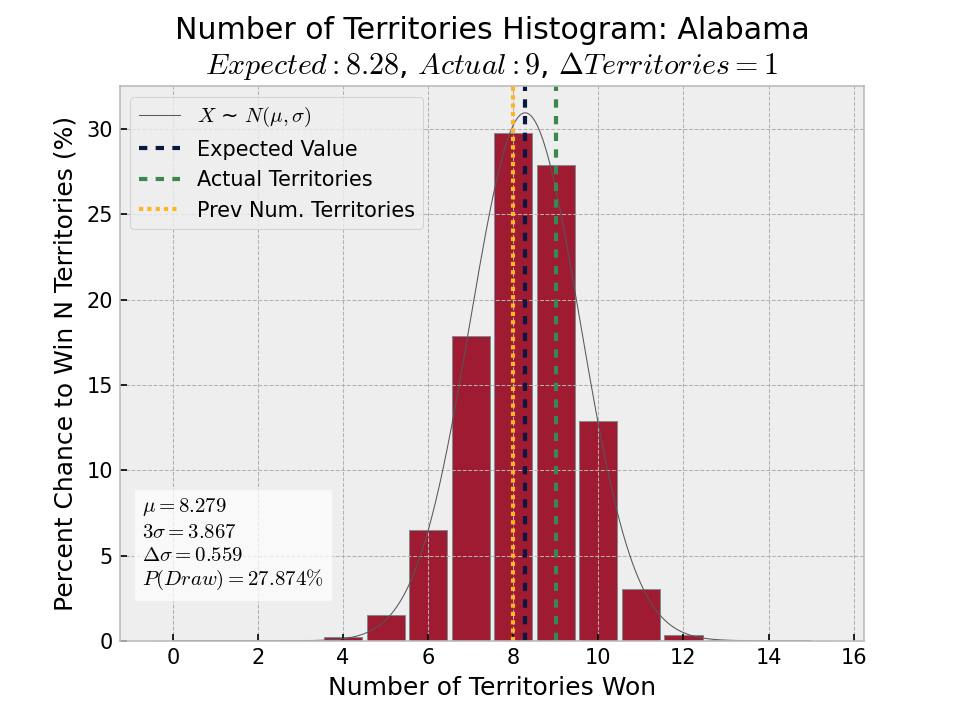 Number of Territories Histogram: Alabama
Expected : 8.28, Actual : 9, ΔTerritories = 1
Percent Chance to Win N Territories (%)
30
25
20
15
10
5
0
X ~ N(μ, σ)
Expected Value
Actual Territories
Prev Num. Territories
μ = 8.279
3σ = 3.867
Δσ = 0.559
P(Draw) = 27.874%
0 2 4 6 8 10 12 14 16
Number of Territories Won